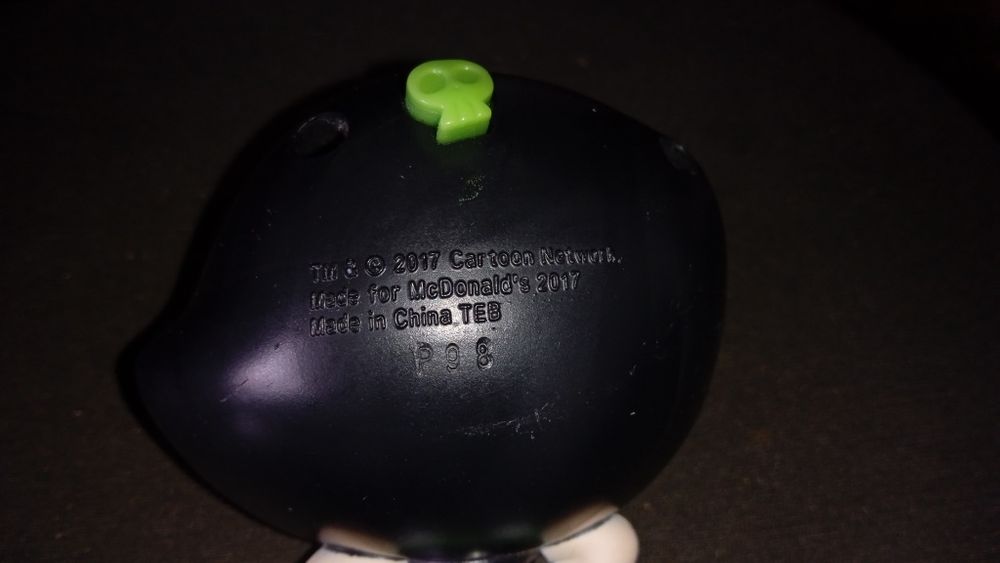 TM & © 2017 Cartoon Network.
Made for McDonald's 2017
Made in China TEB
P98